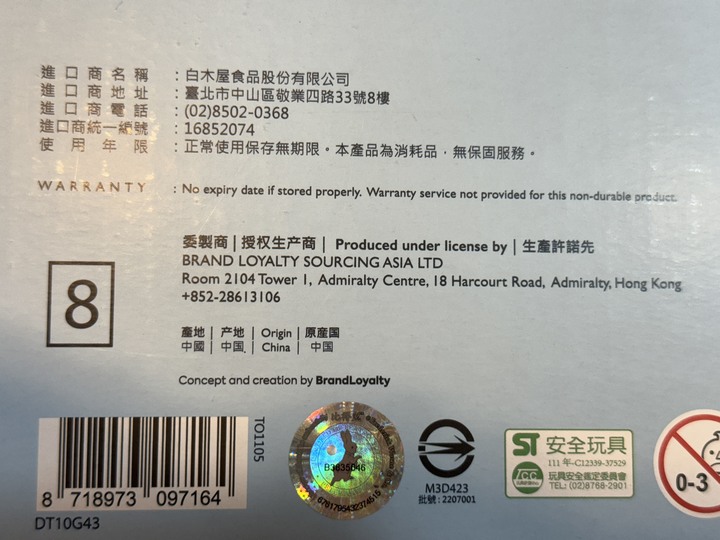 進口商名稱：白木屋食品股份有限公司
進口商地址：臺北市中山區敬業四路33號8樓
進口商電話：(02)8502-0368
進口商統一編號：16852074
使用年限：正常使用保存無期限。本產品為消耗品，無保固服務。
WARRANTY : No expiry date if stored properly. Warranty service not provided for this non-durable product.
委製商 | 授权生产商 | Produced under license by | 生產許諾先
BRAND LOYALTY SOURCING ASIA LTD
Room 2104 Tower 1, Admiralty Centre, 18 Harcourt Road, Admiralty, Hong Kong
+852-28613106
8
產地 | 产地 | Origin | 原産国
中國 | 中国 | China | 中国
Concept and creation by BrandLoyalty
8 718973 097164
TO1105
DT10G43
B3635046
M3D423
批號: 2207001
ST 安全玩具
111 年-C12339-37529
玩具安全鑑定委員會
TEL: (02)8768-2901
0-3